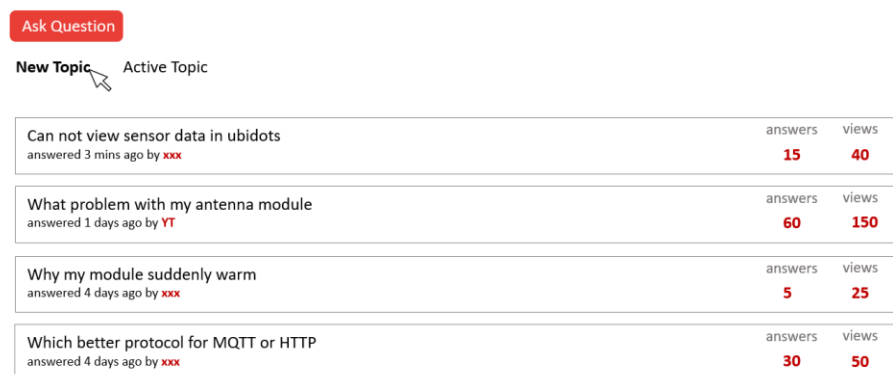 Ask Question
New Topic Active Topic
Can not view sensor data in ubidots
answered 3 mins ago by xxx
answers views
15 40
What problem with my antenna module
answered 1 days ago by YT
answers views
60 150
Why my module suddenly warm
answered 4 days ago by xxx
answers views
5 25
Which better protocol for MQTT or HTTP
answered 4 days ago by xxx
answers views
30 50